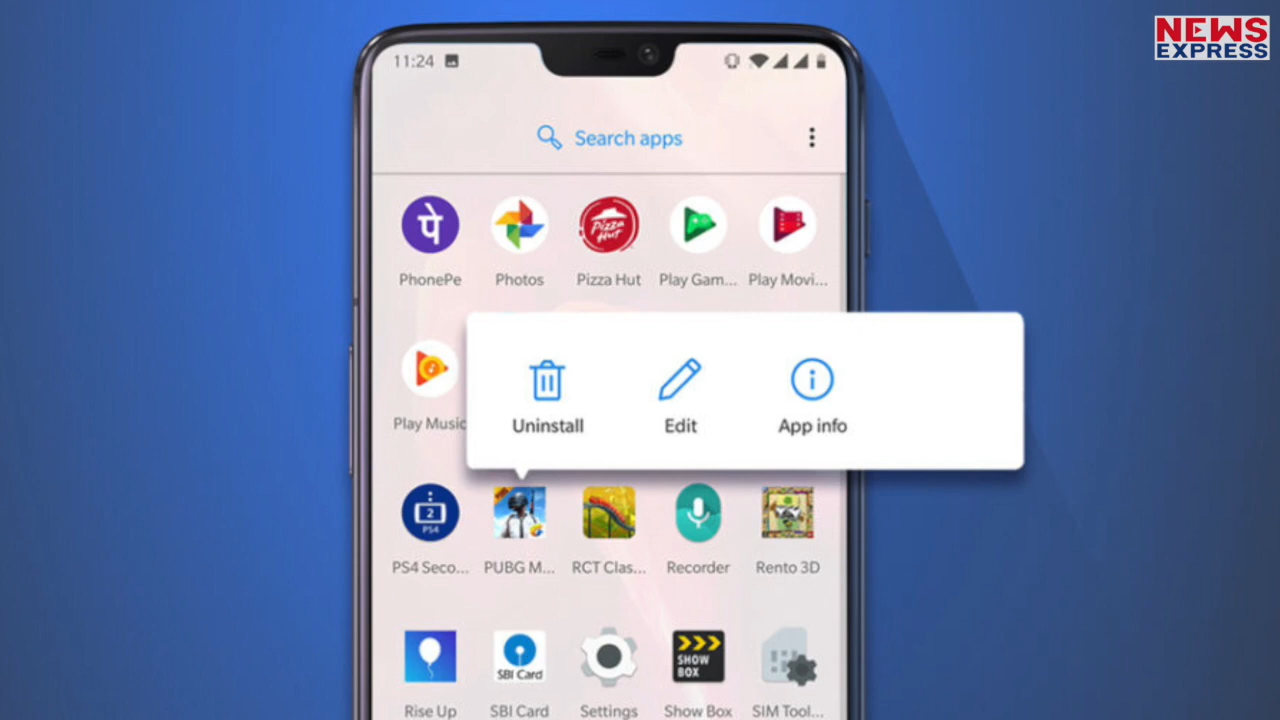 NEWS
EXPRESS
11:24
Search apps
पे
Pizza
Hut
PhonePe
Photos
Pizza Hut
Play Gam...
Play Movi...
Play Music
Uninstall
Edit
App info
2
PS4
PS4 Seco...
PUBG M...
RCT Clas...
Recorder
Rento 3D
SBI Card
SHOW
BOX
Rise Up
SBI Card
Settings
Show Box
SIM Tool...